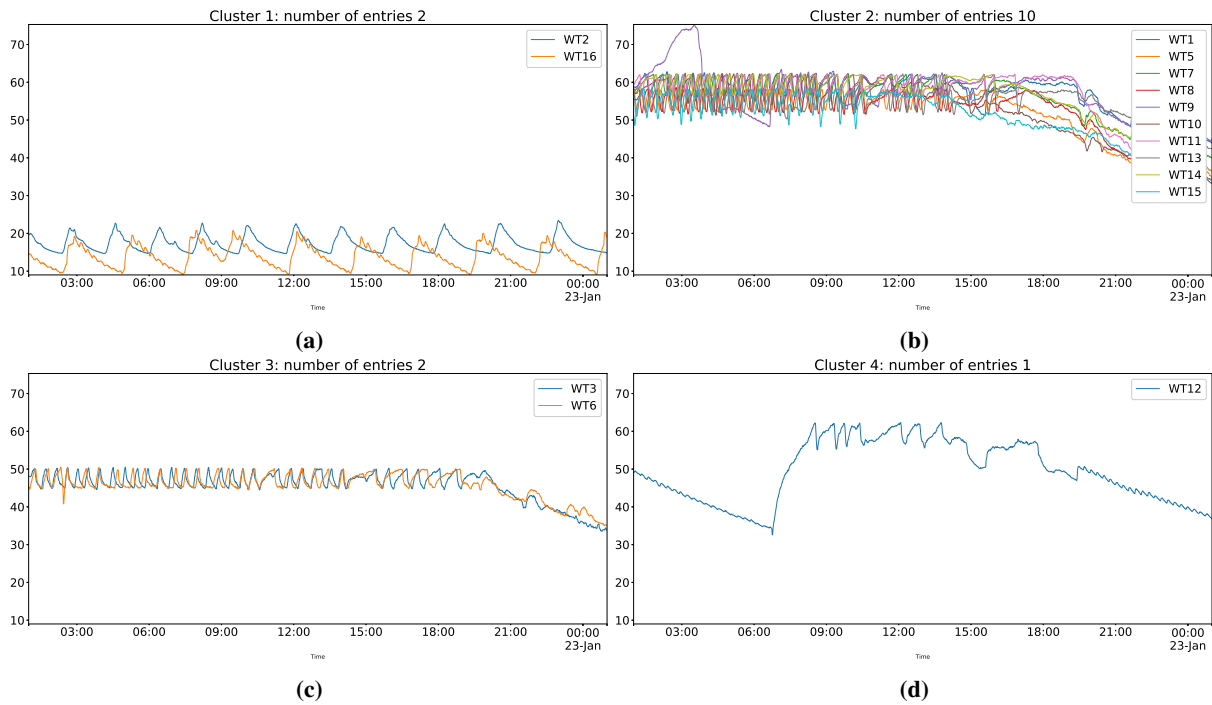 Cluster 1: number of entries 2
70
60
50
40
30
20
10
WT2
WT16
03:00 06:00 09:00 12:00 15:00 18:00 21:00 00:00
23-Jan
Time
(a)
Cluster 2: number of entries 10
70
60
50
40
30
20
10
WT1
WT5
WT7
WT8
WT9
WT10
WT11
WT13
WT14
WT15
03:00 06:00 09:00 12:00 15:00 18:00 21:00 00:00
23-Jan
Time
(b)
Cluster 3: number of entries 2
70
60
50
40
30
20
10
WT3
WT6
03:00 06:00 09:00 12:00 15:00 18:00 21:00 00:00
23-Jan
Time
(c)
Cluster 4: number of entries 1
70
60
50
40
30
20
10
WT12
03:00 06:00 09:00 12:00 15:00 18:00 21:00 00:00
23-Jan
Time
(d)